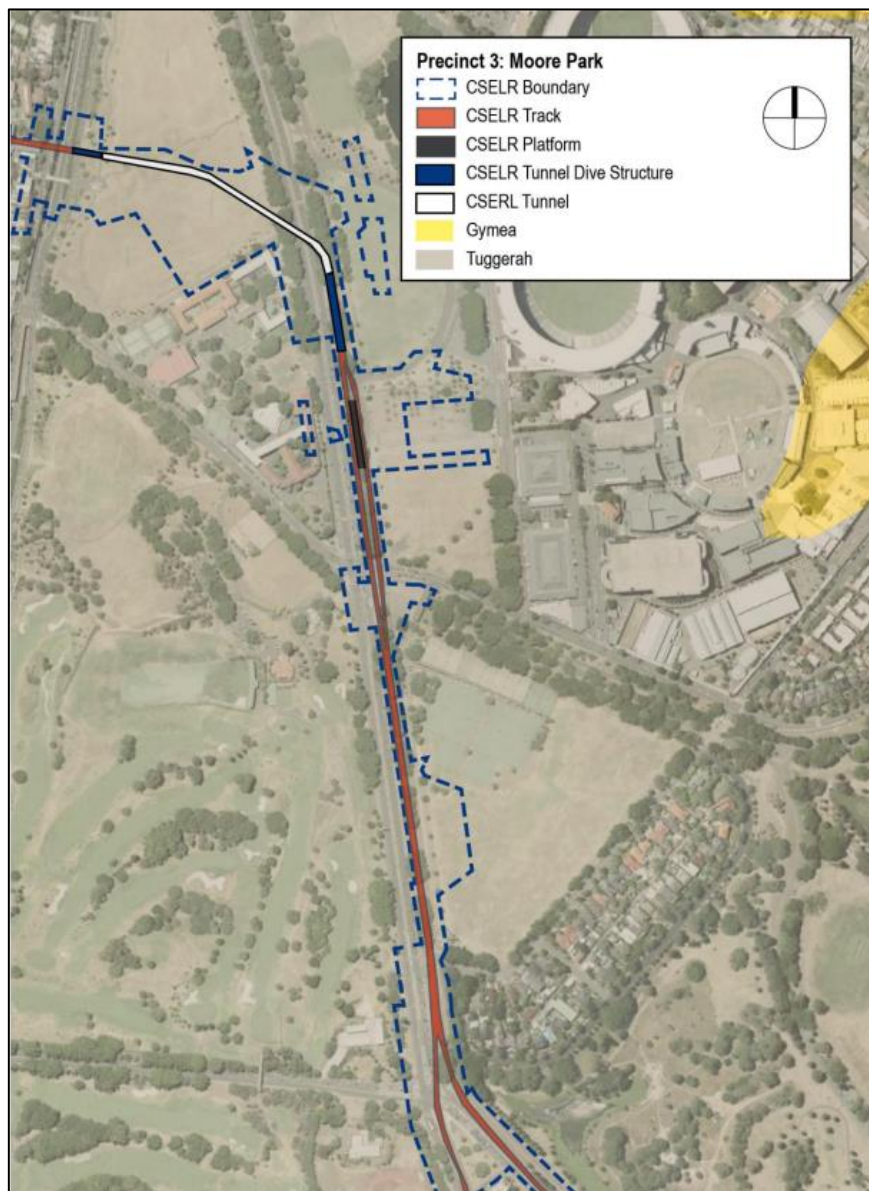 Precinct 3: Moore Park
CSELR Boundary
CSELR Track
CSELR Platform
CSELR Tunnel Dive Structure
CSERL Tunnel
Gymea
Tuggerah